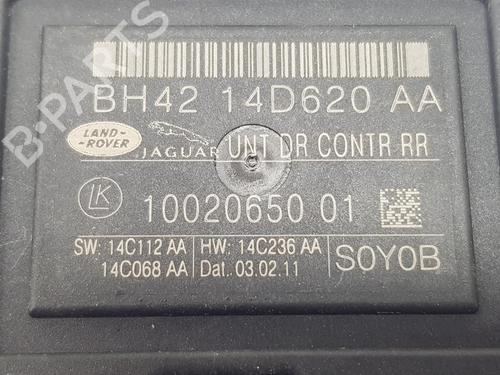 B-PARTS
BH42 14D620 AA
LAND-
-ROVER
JAGUAR UNT DR CONTR RR
LK 10020650 01
SW: 14C112 AA HW: 14C236 AA
14C068 AA Dat.: 03.02.11
S0Y0B